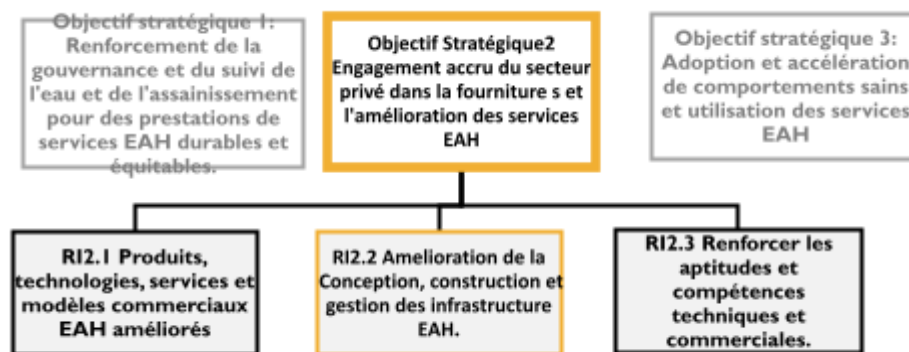 Objectif stratégique 1:
Renforcement de la
gouvernance et du suivi de
l'eau et de l'assainissement
pour des prestations de
services EAH durables et
équitables.
Objectif Stratégique2
Engagement accru du secteur
privé dans la fourniture s et
l'amélioration des services
EAH
Objectif stratégique 3:
Adoption et accélération
de comportements sains
et utilisation des services
EAH
RI2.1 Produits,
technologies, services et
modèles commerciaux
EAH améliorés
RI2.2 Amelioration de la
Conception, construction et
gestion des infrastructure
EAH.
RI2.3 Renforcer les
aptitudes et
compétences
techniques et
commerciales.